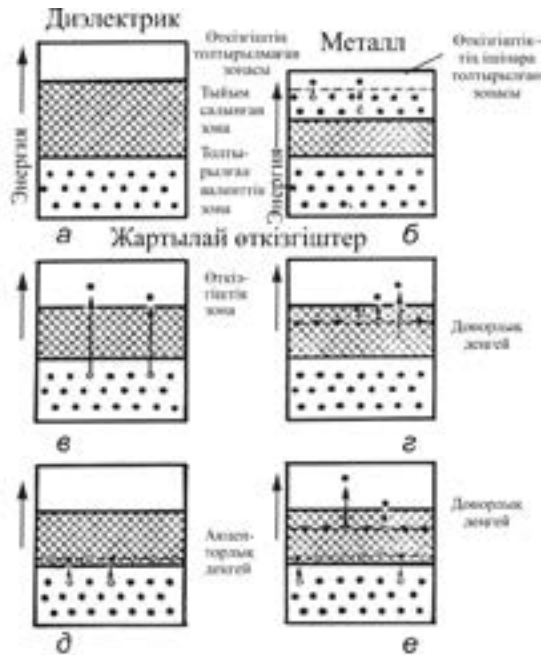 Диэлектрик
Өткізгіштің
толтырылмаған
зонасы
Металл
Өткізгіштік-
тің ішінара
толтырылған
зонасы
Энергия
Тыйым
салынған
зона
Толты-
рылған
валенттік
зона
Энергия
а
б
Жартылай өткізгіштер
Өткіз-
гіштік
зона
Донорлық
деңгей
в
г
Акцеп-
торлық
деңгей
Донорлық
деңгей
д
е